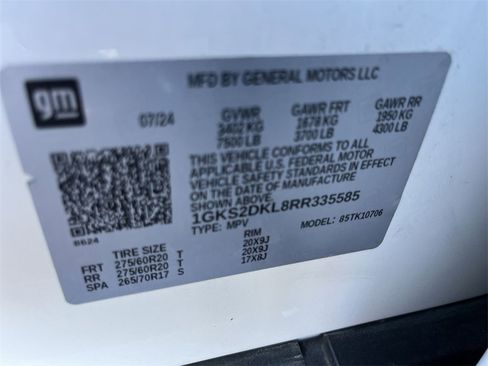 gm
MFD BY GENERAL MOTORS LLC
07/24 GVWR GAWR FRT GAWR RR
3402 KG 1678 KG 1950 KG
7500 LB 3700 LB 4300 LB
THIS VEHICLE CONFORMS TO ALL
APPLICABLE U.S. FEDERAL MOTOR
VEHICLE SAFETY STANDARDS IN EFFECT
ON THE DATE OF MANUFACTURE
SHOWN ABOVE.
1GKS2DKL8RR335585
TYPE: MPV MODEL: 85TK10706
8624
TIRE SIZE RIM
FRT 275/60R20 T 20X9J
RR 275/60R20 T 20X9J
SPA 265/70R17 S 17X8J